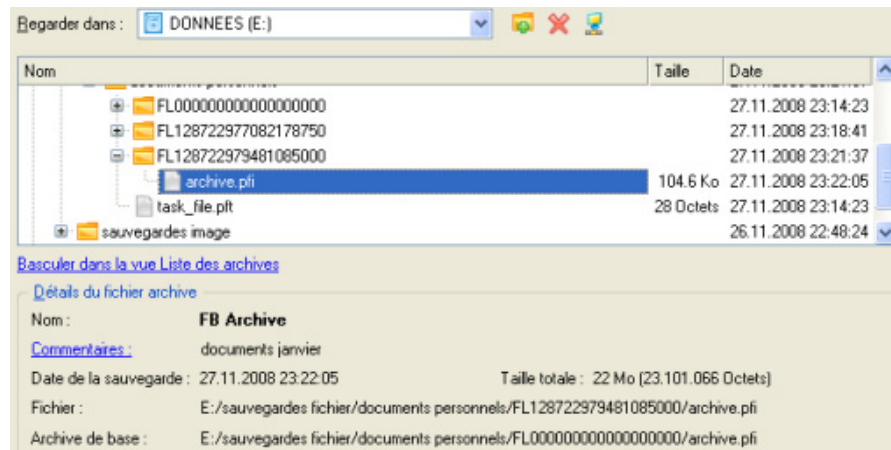 Regarder dans : DONNEES (E:)
Nom Taille Date
FL000000000000000000 27.11.2008 23:14:23
FL128722977082178750 27.11.2008 23:18:41
FL128722979481085000 27.11.2008 23:21:37
archive.pfi 104.6 Ko 27.11.2008 23:22:05
task_file.pft 28 Octets 27.11.2008 23:14:23
sauvegardes image 26.11.2008 22:48:24
Basculer dans la vue Liste des archives
Détails du fichier archive
Nom : FB Archive
Commentaires : documents janvier
Date de la sauvegarde : 27.11.2008 23:22:05 Taille totale : 22 Mo (23.101.066 Octets)
Fichier : E:/sauvegardes fichier/documents personnels/FL128722979481085000/archive.pfi
Archive de base : E:/sauvegardes fichier/documents personnels/FL000000000000000000/archive.pfi